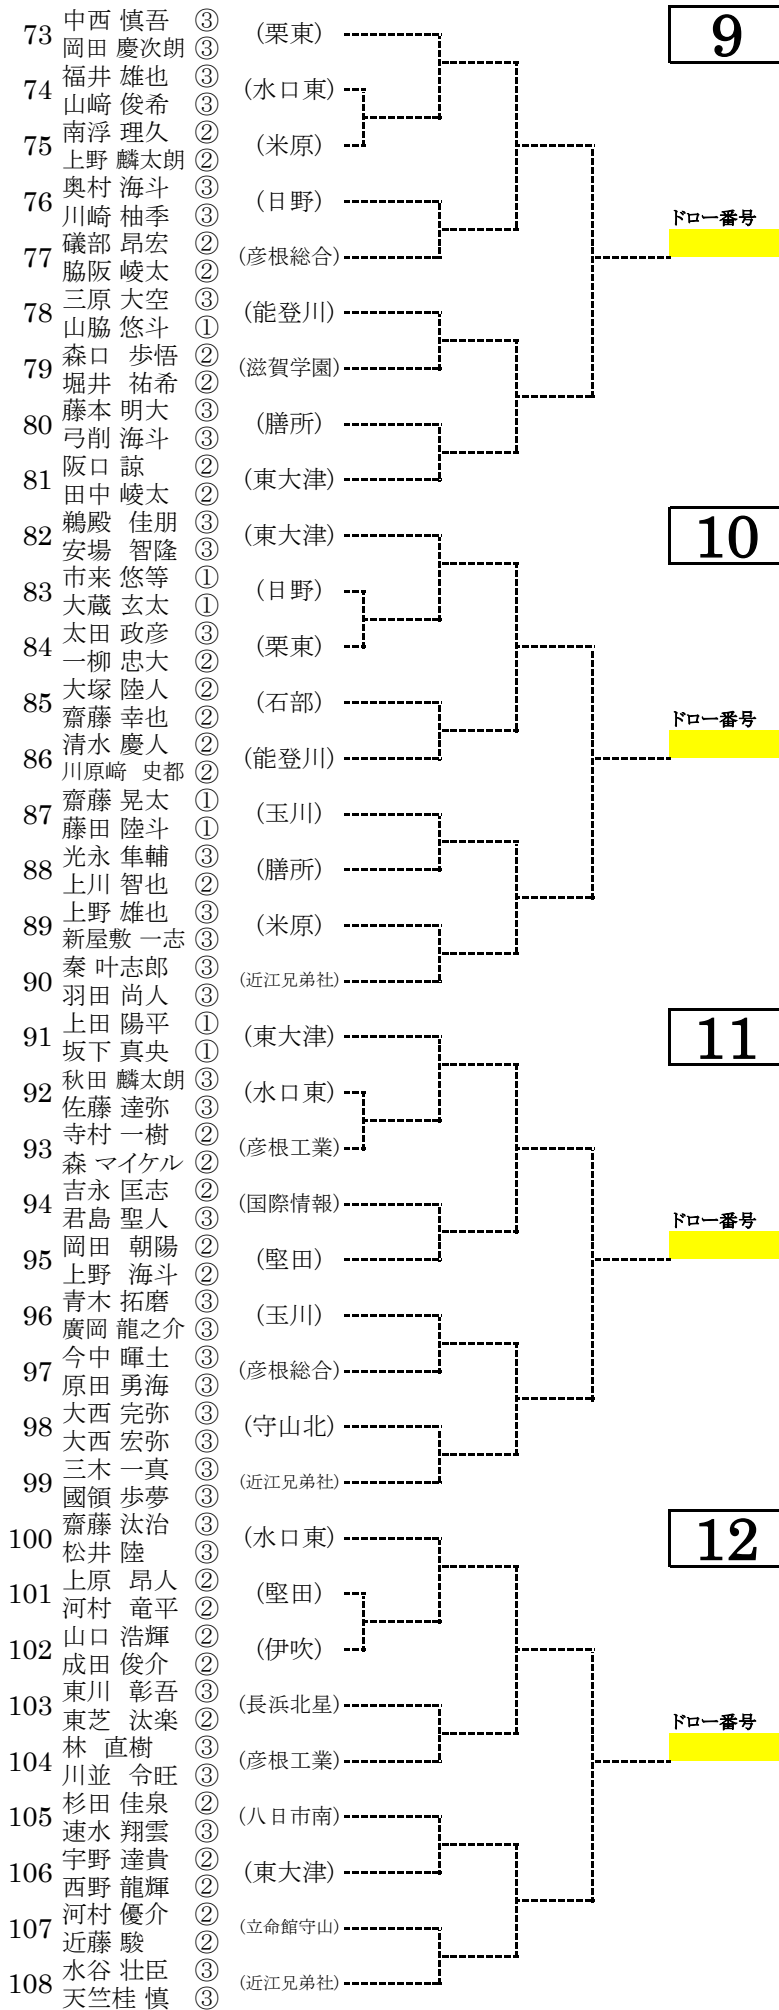 9
73 中西 慎吾 ③ (栗東)
岡田 慶次朗 ③
74 福井 雄也 ③ (水口東)
山﨑 俊希 ③
75 南浮 理久 ② (米原)
上野 麟太朗 ②
76 奥村 海斗 ③ (日野)
川崎 柚季 ③
ドロー番号
77 礒部 昂宏 ② (彦根総合)
脇阪 崚太 ②
78 三原 大空 ③ (能登川)
山脇 悠斗 ①
79 森口 歩悟 ② (滋賀学園)
堀井 祐希 ②
80 藤本 明大 ③ (膳所)
弓削 海斗 ③
81 阪口 諒 ② (東大津)
田中 崚太 ②
10
82 鵜殿 佳朋 ③ (東大津)
安場 智隆 ③
83 市来 悠等 ① (日野)
大蔵 玄太 ①
84 太田 政彦 ③ (栗東)
一柳 忠大 ②
85 大塚 陸人 ② (石部)
齋藤 幸也 ②
ドロー番号
86 清水 慶人 ② (能登川)
川原﨑 史都 ②
87 齋藤 晃太 ① (玉川)
藤田 陸斗 ①
88 光永 隼輔 ③ (膳所)
上川 智也 ②
89 上野 雄也 ③ (米原)
新屋敷 一志 ③
90 秦 叶志郎 ③ (近江兄弟社)
羽田 尚人 ③
11
91 上田 陽平 ① (東大津)
坂下 真央 ①
92 秋田 麟太朗 ③ (水口東)
佐藤 達弥 ③
93 寺村 一樹 ② (彦根工業)
森 マイケル ②
94 吉永 匡志 ② (国際情報)
君島 聖人 ③
ドロー番号
95 岡田 朝陽 ② (堅田)
上野 海斗 ②
96 青木 拓磨 ③ (玉川)
廣岡 龍之介 ③
97 今中 暉土 ③ (彦根総合)
原田 勇海 ③
98 大西 完弥 ③ (守山北)
大西 宏弥 ③
99 三木 一真 ③ (近江兄弟社)
國領 歩夢 ③
12
100 齋藤 汰治 ③ (水口東)
松井 陸 ③
101 上原 昂人 ② (堅田)
河村 竜平 ②
102 山口 浩輝 ② (伊吹)
成田 俊介 ②
103 東川 彰吾 ③ (長浜北星)
東芝 汰楽 ②
ドロー番号
104 林 直樹 ③ (彦根工業)
川並 令旺 ③
105 杉田 佳泉 ② (八日市南)
速水 翔雲 ③
106 宇野 達貴 ② (東大津)
西野 龍輝 ②
107 河村 優介 ② (立命館守山)
近藤 駿 ②
108 水谷 壮臣 ③ (近江兄弟社)
天竺桂 慎 ③